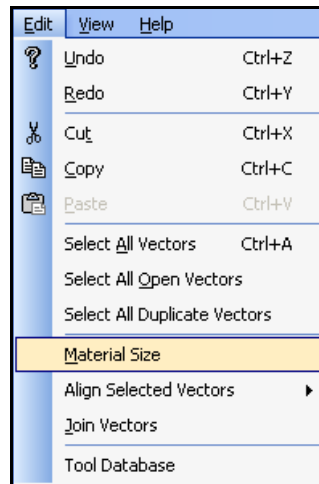 Edit View Help
Undo Ctrl+Z
Redo Ctrl+Y
Cut Ctrl+X
Copy Ctrl+C
Paste Ctrl+V
Select All Vectors Ctrl+A
Select All Open Vectors
Select All Duplicate Vectors
Material Size
Align Selected Vectors
Join Vectors
Tool Database